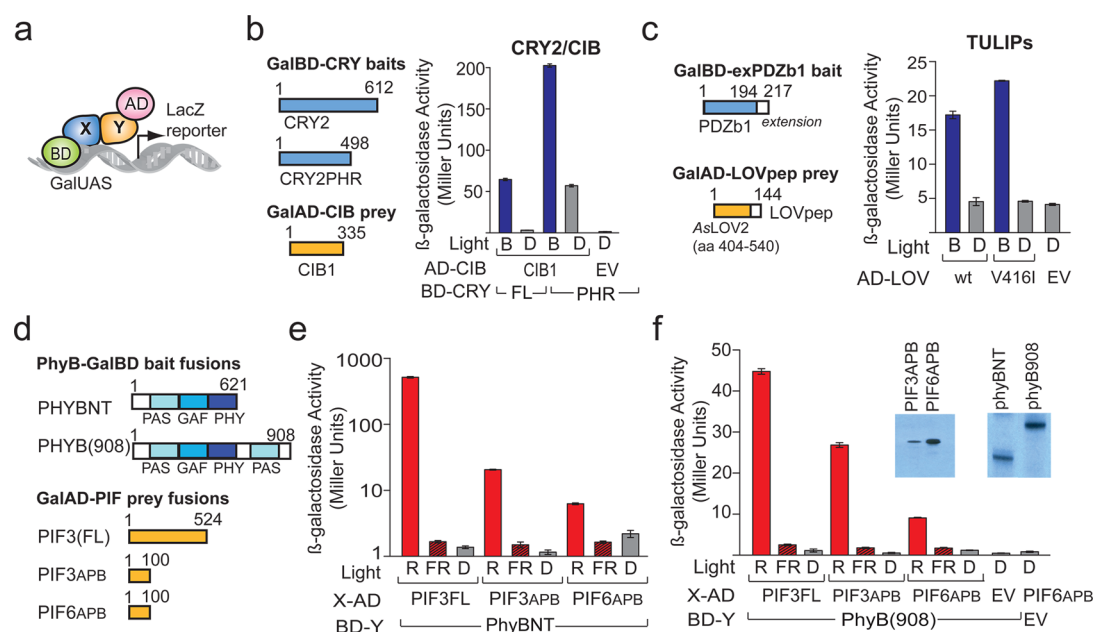 a
AD
X
Y
LacZ
reporter
BD
GalUAS
b
CRY2/CIB
GalBD-CRY baits
1 612
CRY2
1 498
CRY2PHR
GalAD-CIB prey
1 335
CIB1
ß-galactosidase Activity
(Miller Units)
200
150
100
50
Light B D B D D
AD-CIB CIB1 EV
BD-CRY FL PHR
c
TULIPs
GalBD-exPDZb1 bait
1 194 217
PDZb1 extension
GalAD-LOVpep prey
1 144
LOVpep
AsLOV2
(aa 404-540)
ß-galactosidase Activity
(Miller Units)
25
20
15
10
5
Light B D B D D
AD-LOV wt V416I EV
d
PhyB-GalBD bait fusions
1 621
PHYBNT
PAS GAF PHY
1 908
PHYB(908)
PAS GAF PHY PAS
GalAD-PIF prey fusions
1 524
PIF3(FL)
1 100
PIF3APB
1 100
PIF6APB
e
ß-galactosidase Activity
(Miller Units)
1000
100
10
1
Light R FR D R FR D R FR D
X-AD PIF3FL PIF3APB PIF6APB
BD-Y PhyBNT
f
ß-galactosidase Activity
(Miller Units)
50
40
30
20
10
PIF3APB
PIF6APB
phyBNT
phyB908
Light R FR D R FR D R FR D D D
X-AD PIF3FL PIF3APB PIF6APB EV PIF6APB
BD-Y PhyB(908) EV